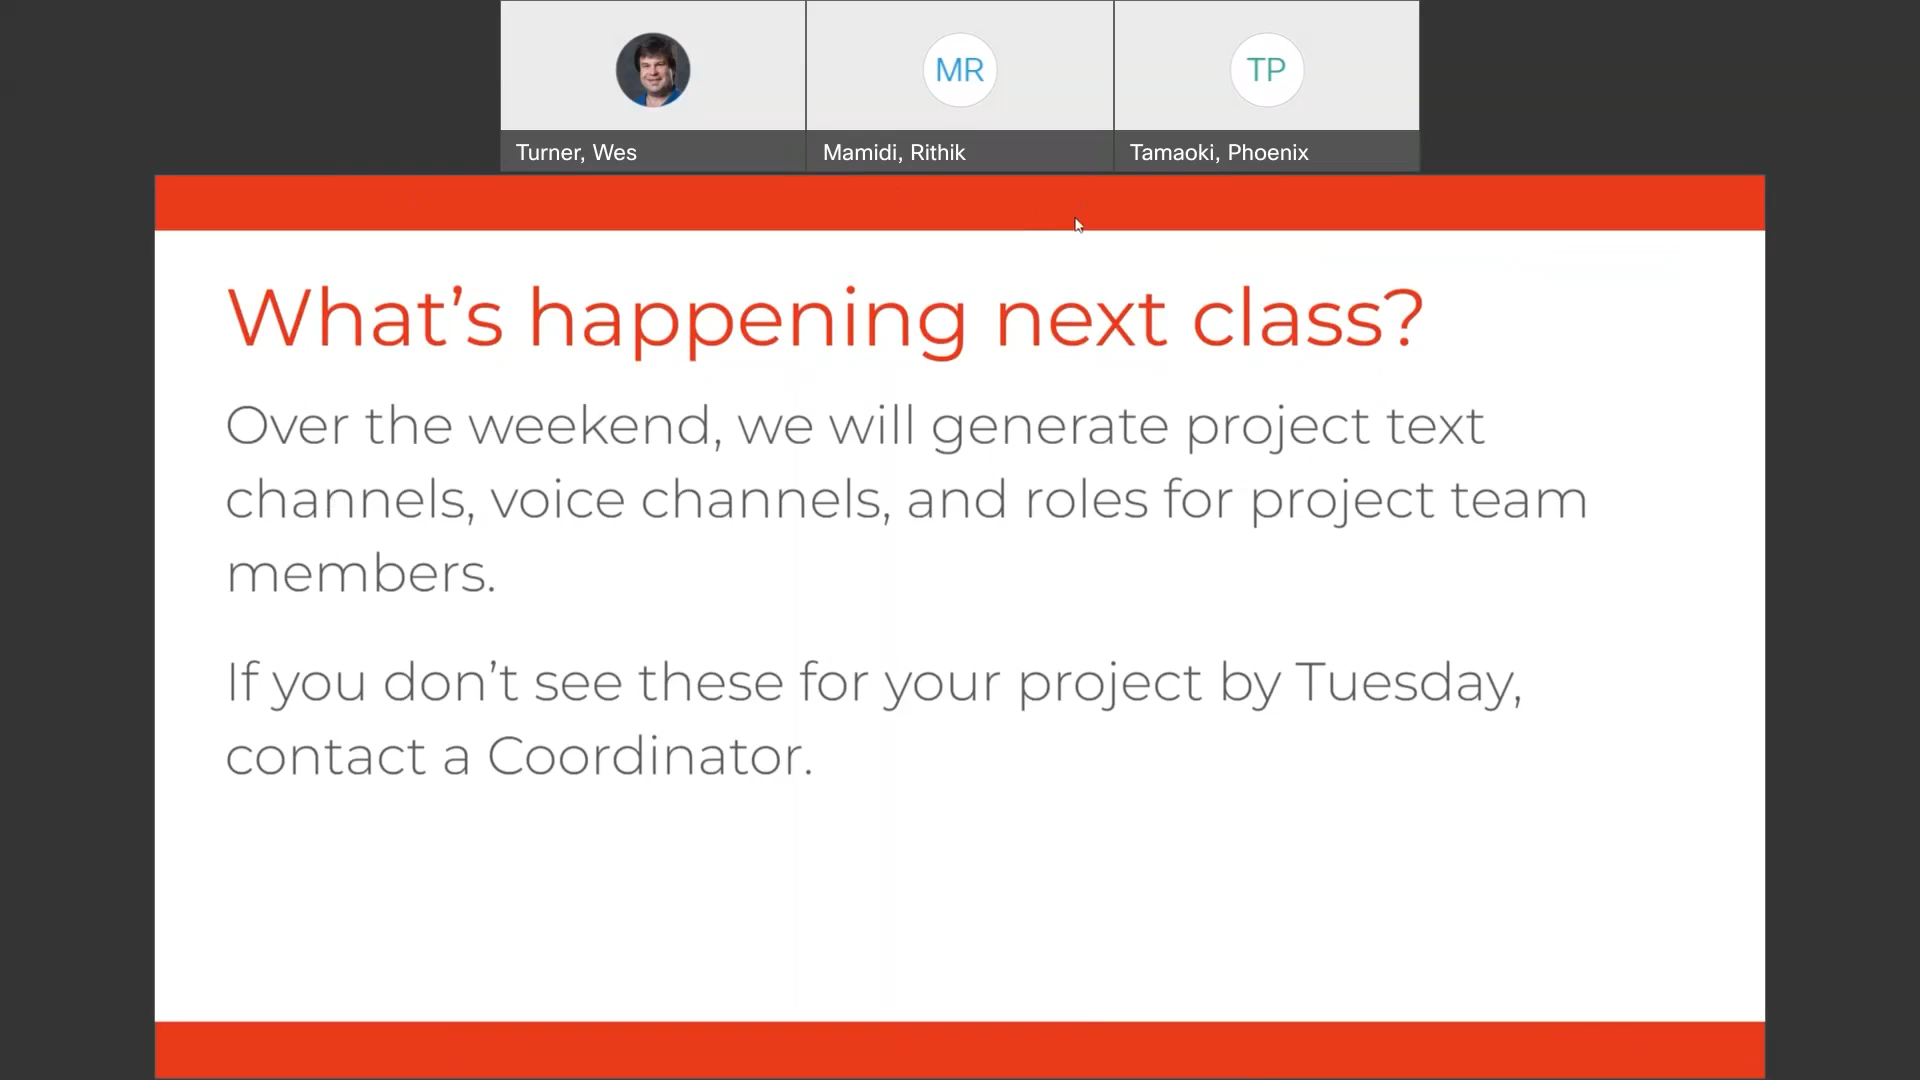 MR
TP
Turner, Wes
Mamidi, Rithik
Tamaoki, Phoenix
What’s happening next class?
Over the weekend, we will generate project text
channels, voice channels, and roles for project team
members.
If you don’t see these for your project by Tuesday,
contact a Coordinator.